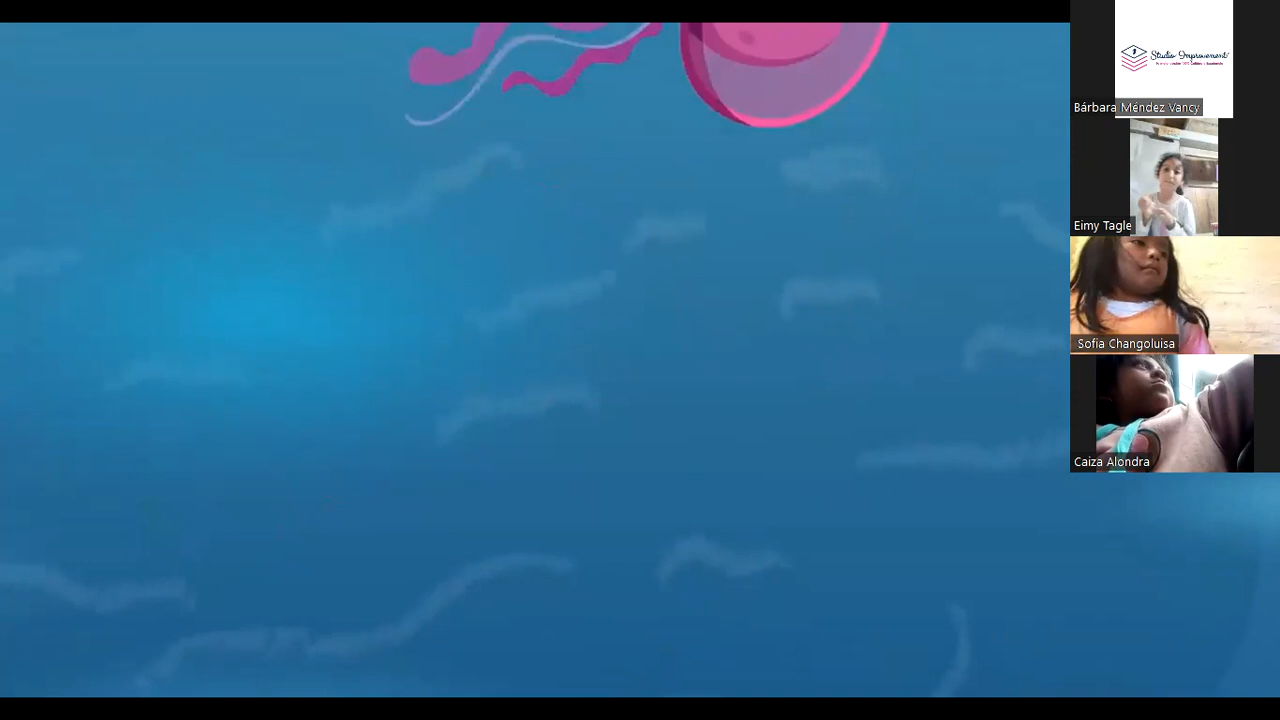 Studio Improvement
Bárbara Méndez Vancy
Eimy Tagle
Sofia Changoluisa
Caiza Alondra